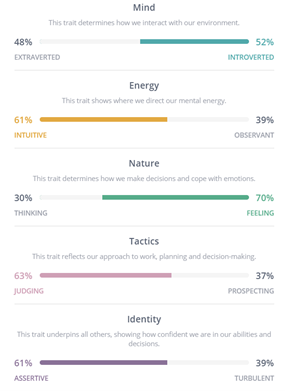 Mind
This trait determines how we interact with our environment.
48% 52%
EXTRAVERTED INTROVERTED
Energy
This trait shows where we direct our mental energy.
61% 39%
INTUITIVE OBSERVANT
Nature
This trait determines how we make decisions and cope with emotions.
30% 70%
THINKING FEELING
Tactics
This trait reflects our approach to work, planning and decision-making.
63% 37%
JUDGING PROSPECTING
Identity
This trait underpins all others, showing how confident we are in our abilities and
decisions.
61% 39%
ASSERTIVE TURBULENT